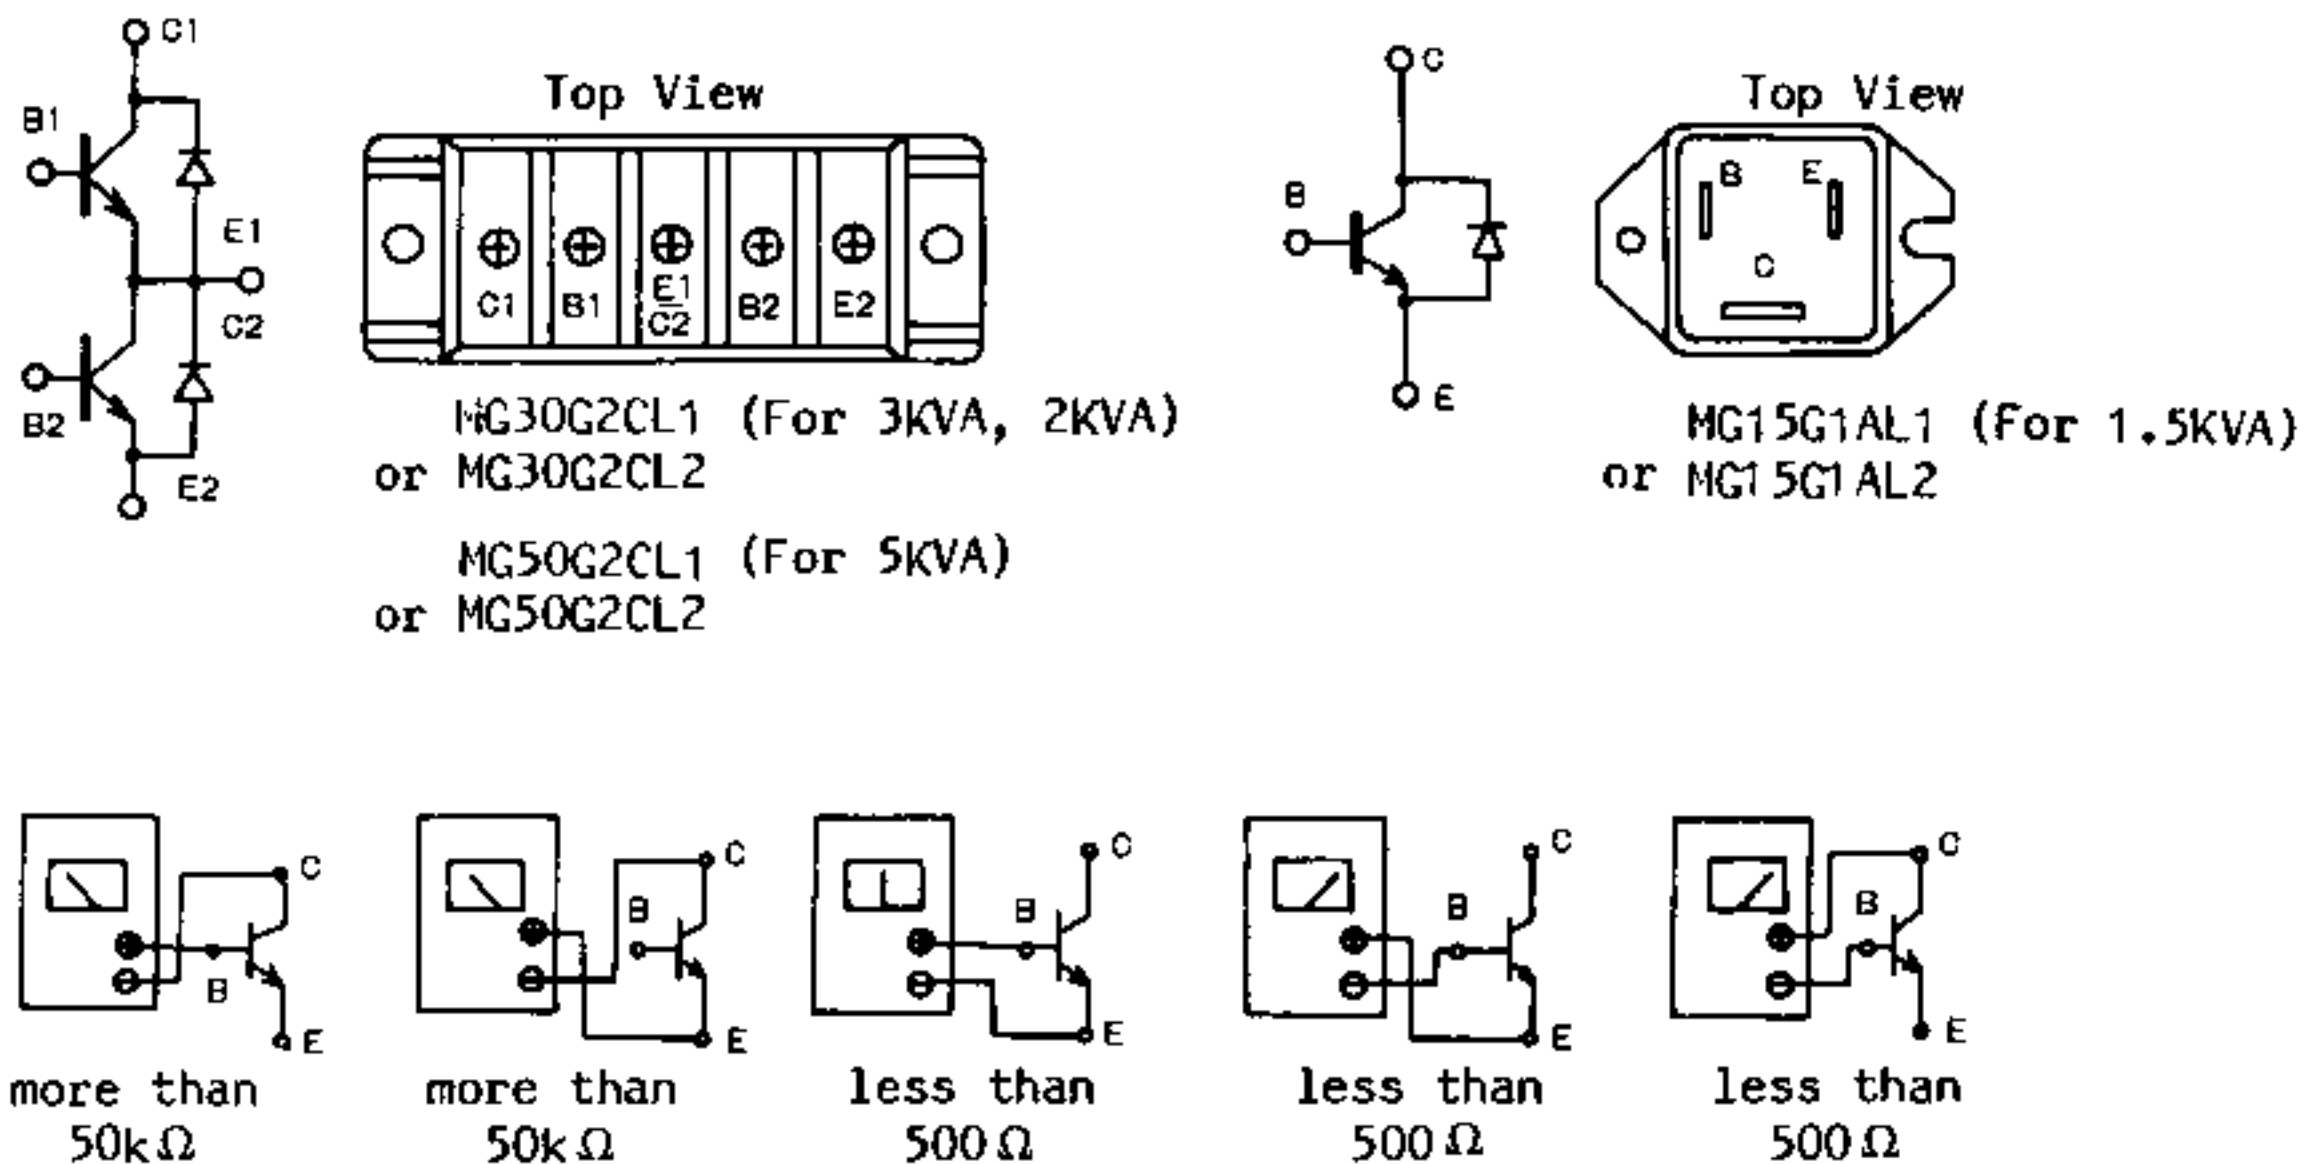 C1
B1
E1
C2
B2
E2
Top View
C1 B1 E1 B2 E2
C2
MG30G2CL1 (For 3KVA, 2KVA)
or MG30G2CL2
MG50G2CL1 (For 5KVA)
or MG50G2CL2
C
B
E
Top View
B E
C
MG15G1AL1 (For 1.5KVA)
or MG15G1AL2
C
B
E
more than
50kΩ
C
B
E
more than
50kΩ
C
B
E
less than
500Ω
C
B
E
less than
500Ω
C
B
E
less than
500Ω